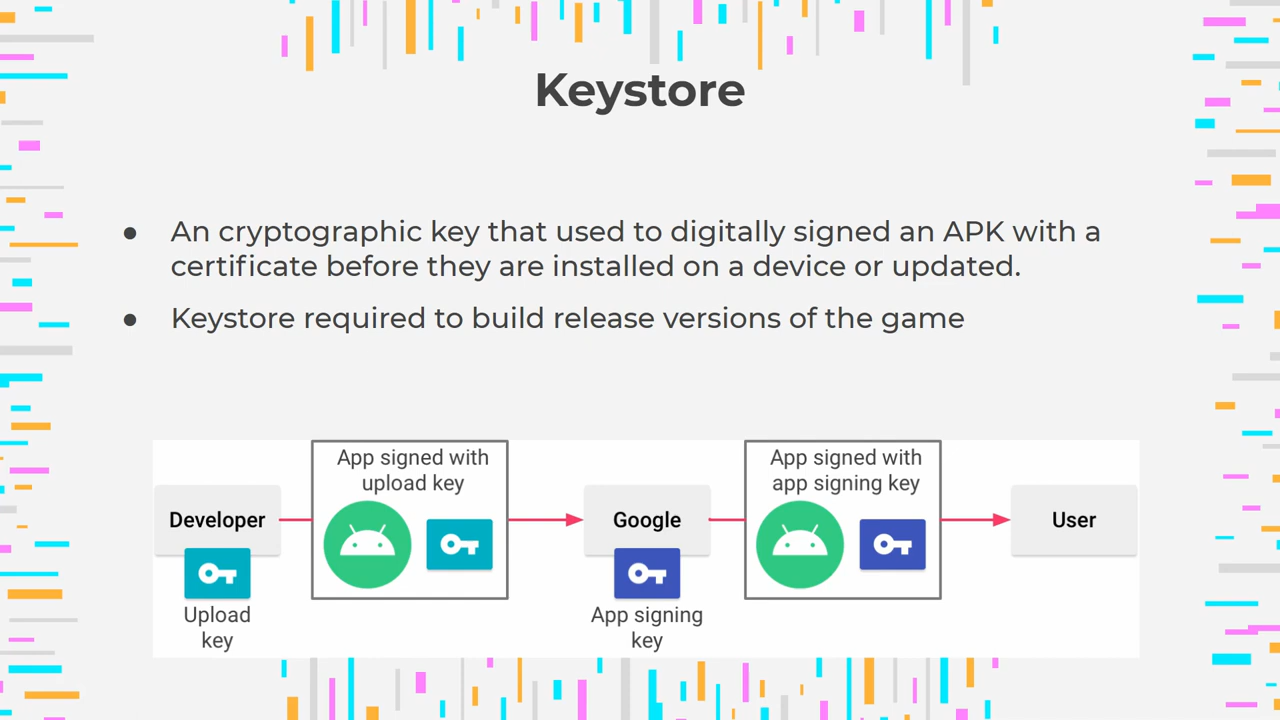 Keystore
● An cryptographic key that used to digitally signed an APK with a
certificate before they are installed on a device or updated.
● Keystore required to build release versions of the game
App signed with
upload key
App signed with
app signing key
Developer
Google
User
Upload
key
App signing
key